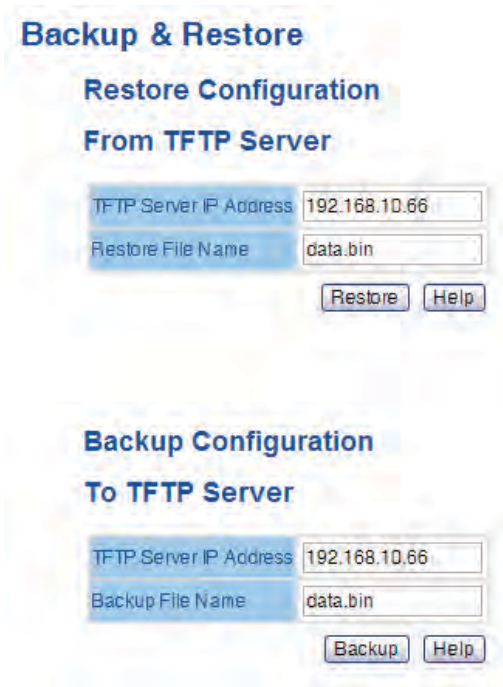 Backup & Restore
Restore Configuration
From TFTP Server
TFTP Server IP Address 192.168.10.66
Restore File Name data.bin
Restore Help
Backup Configuration
To TFTP Server
TFTP Server IP Address 192.168.10.66
Backup File Name data.bin
Backup Help